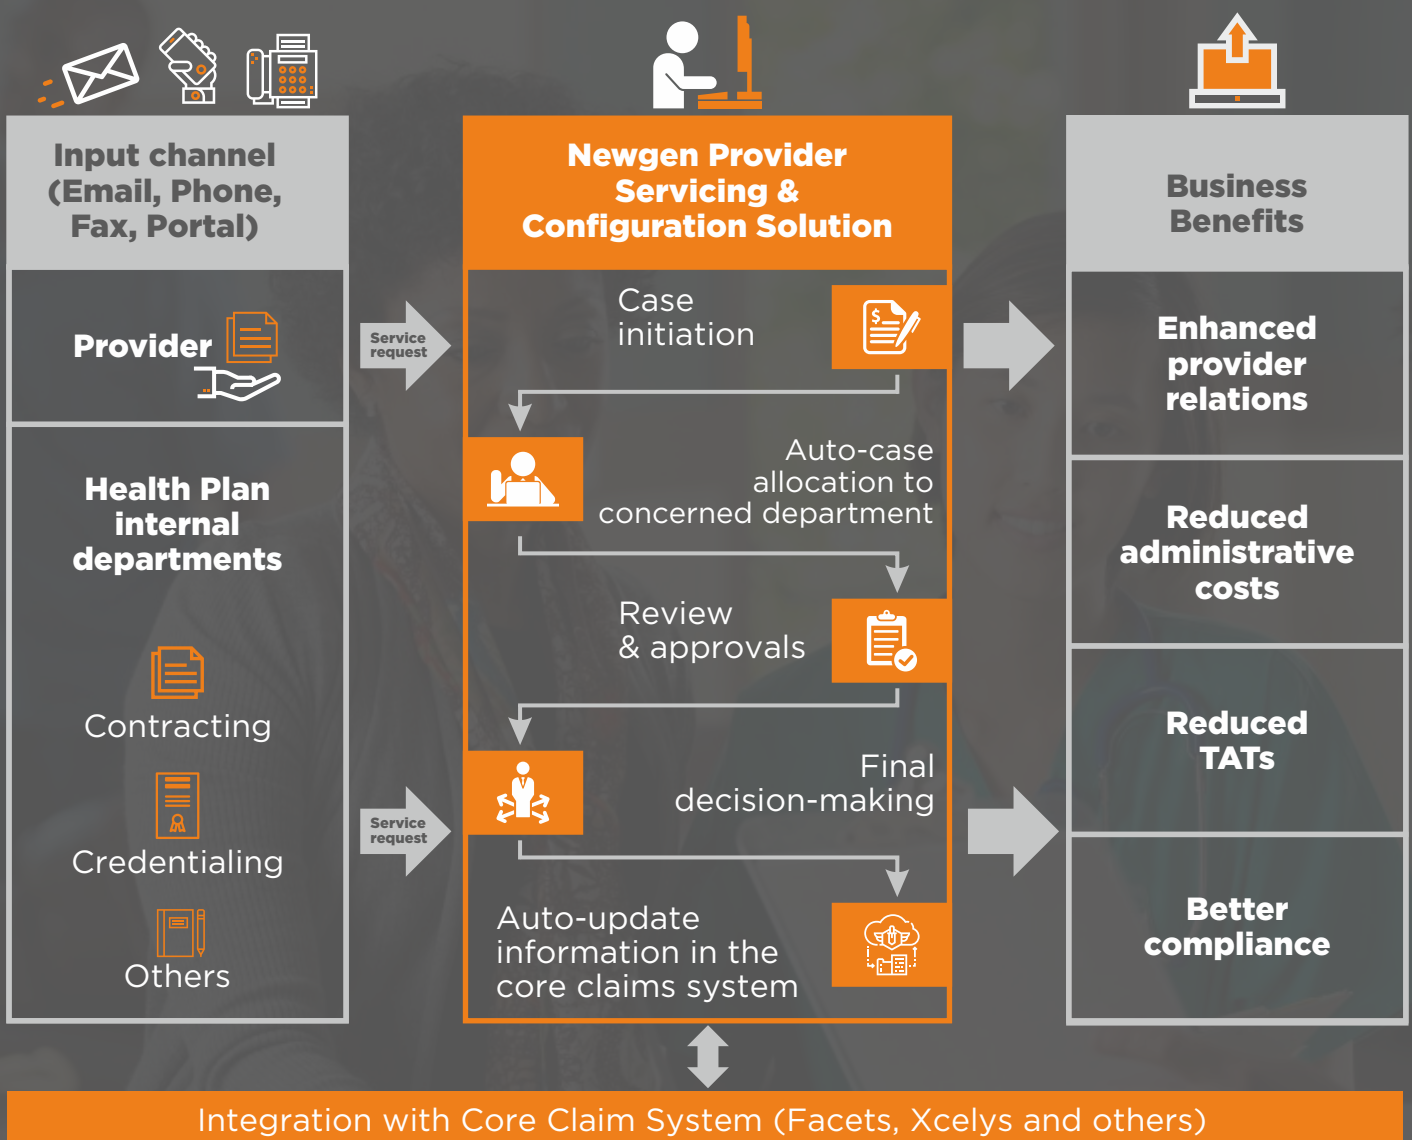 Input channel
(Email, Phone,
Fax, Portal)
Provider
Health Plan
internal
departments
Contracting
Credentialing
Others
Service
request
Service
request
Newgen Provider
Servicing &
Configuration Solution
Case
initiation
$
Auto-case
allocation to
concerned department
Review
& approvals
Final
decision-making
Auto-update
information in the
core claims system
Business
Benefits
Enhanced
provider
relations
Reduced
administrative
costs
Reduced
TATs
Better
compliance
Integration with Core Claim System (Facets, Xcelys and others)